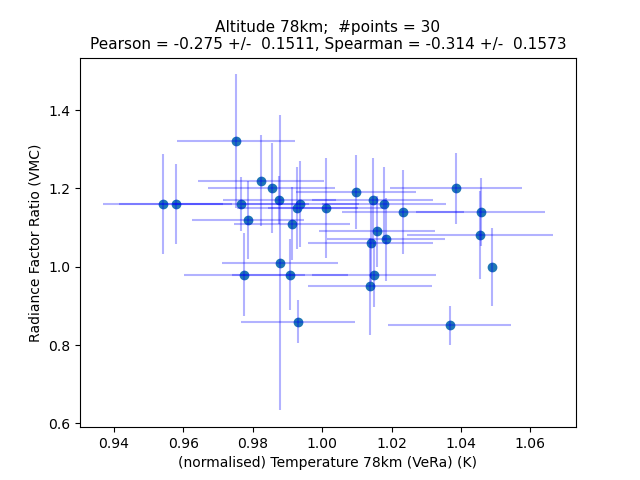 Altitude 78km;  #points = 30
Pearson = -0.275 +/-  0.1511, Spearman = -0.314 +/-  0.1573
1.4
1.2
1.0
0.8
0.6
Radiance Factor Ratio (VMC)
0.94 0.96 0.98 1.00 1.02 1.04 1.06
(normalised) Temperature 78km (VeRa) (K)